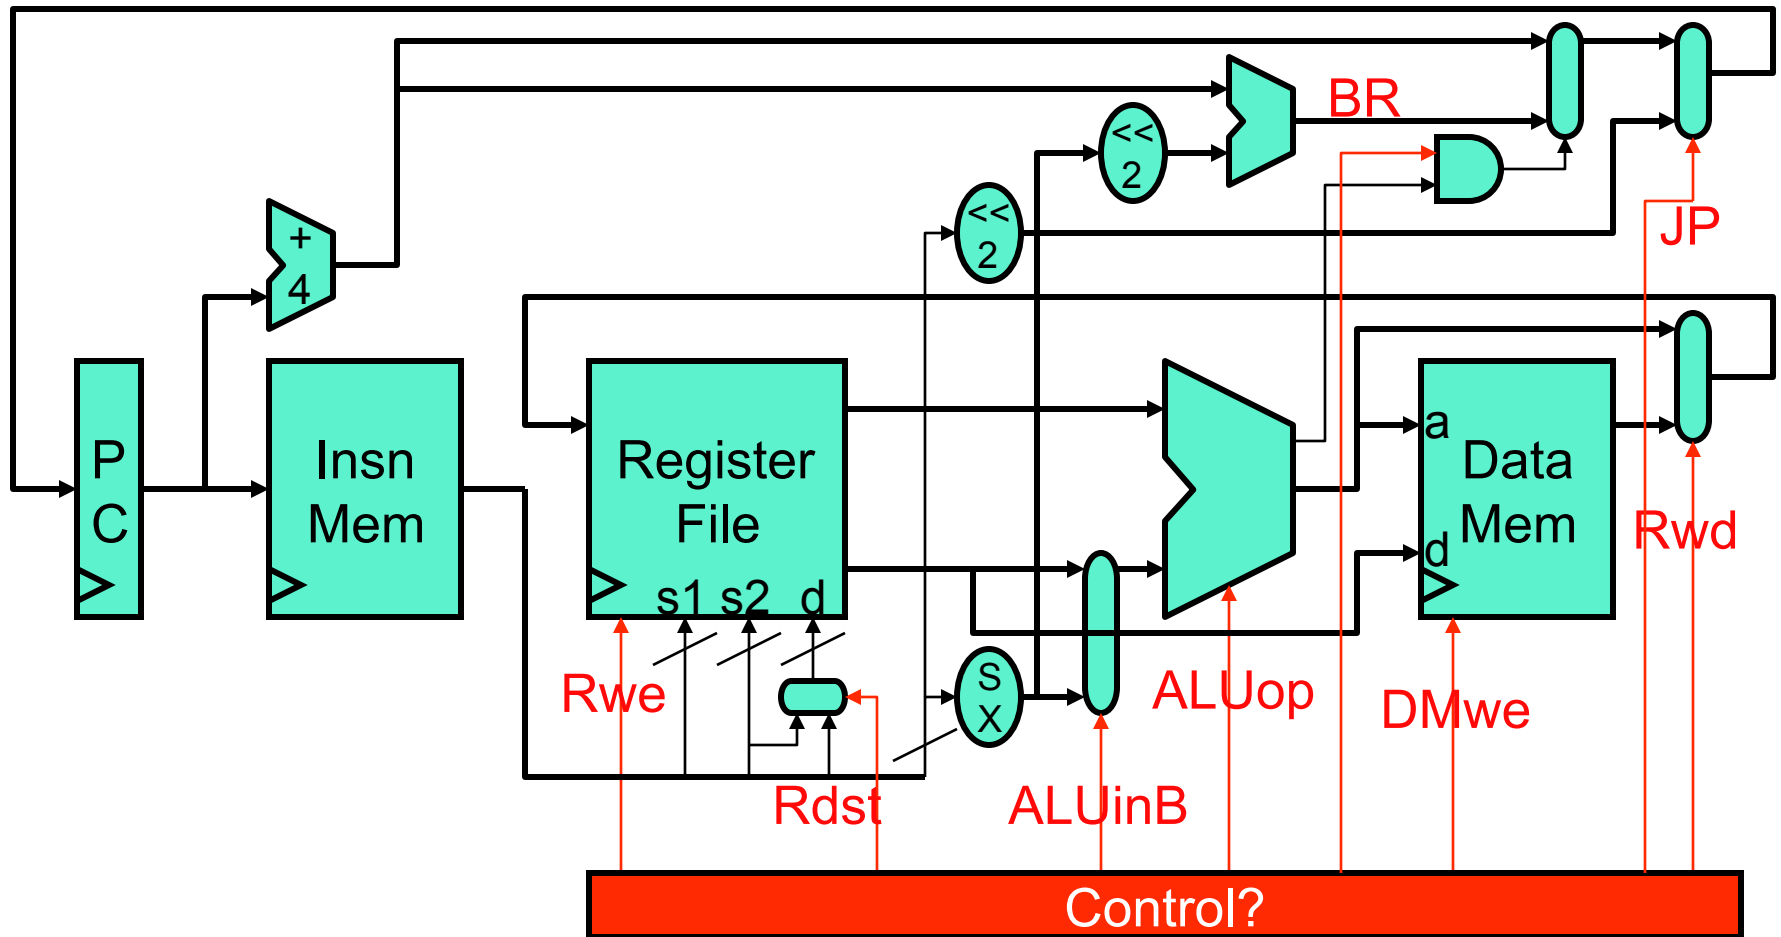 BR
<<
2
<<
2
JP
+
4
P
C
Insn
Mem
Register
File
s1 s2 d
a
Data
Mem
d
Rwd
Rwe
S
X
ALUop
DMwe
Rdst
ALUinB
Control?